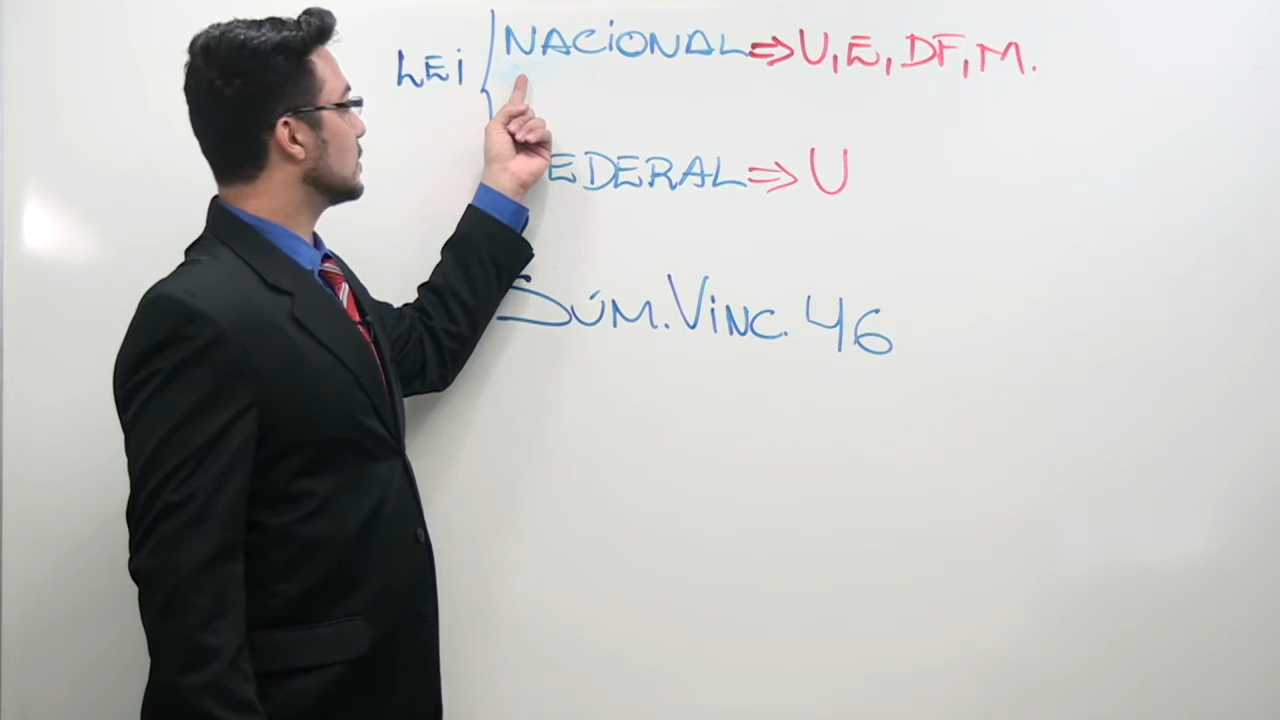 LEI { NACIONAL ⇒ U, E, DF, M.
EDERAL ⇒ U
SÚM. VINC. 46